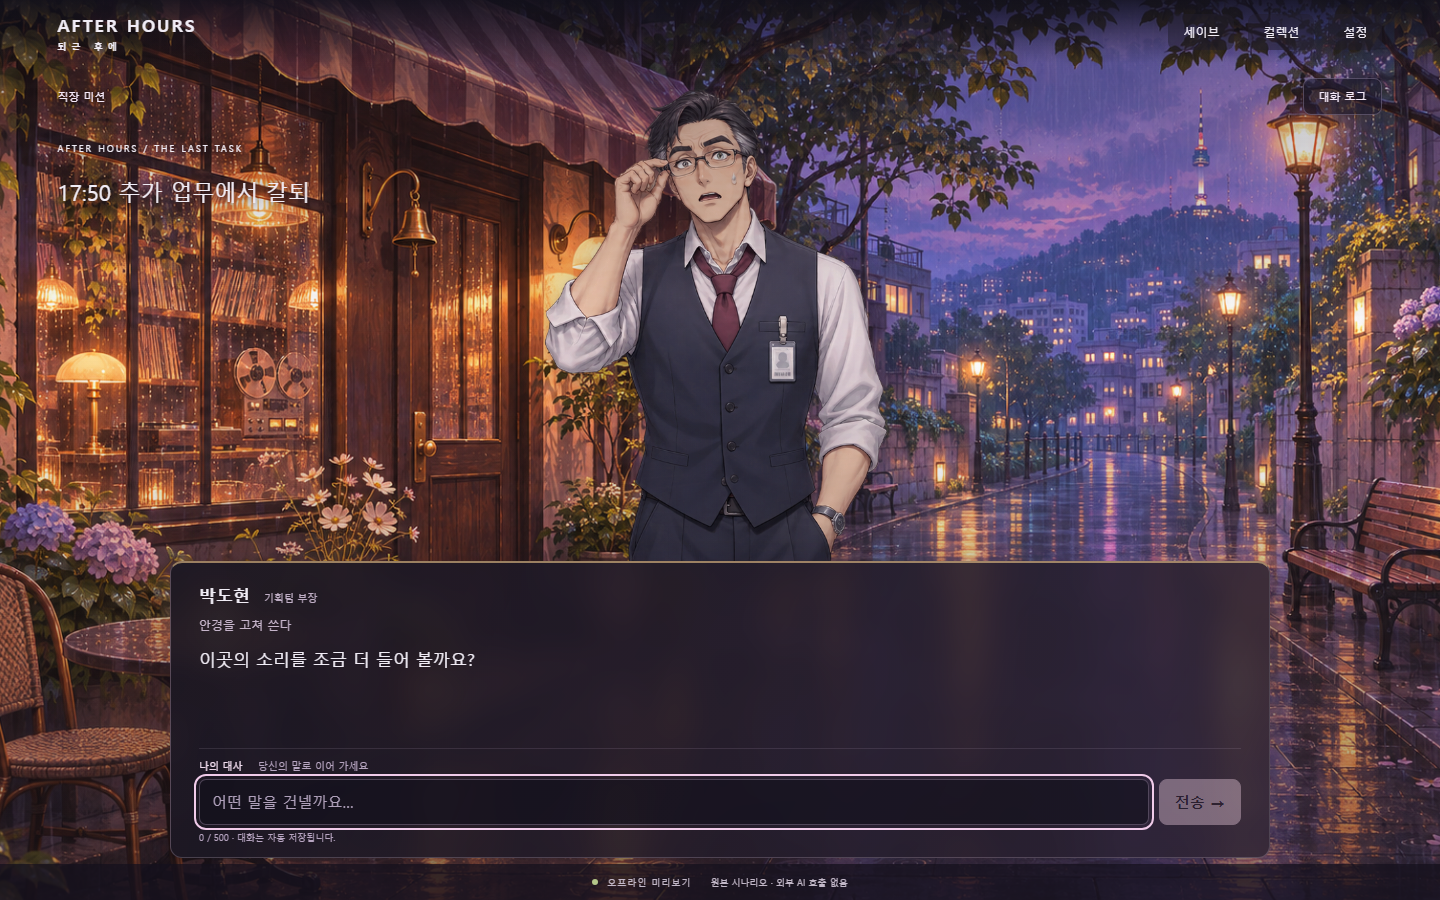 AFTER HOURS
퇴근 후에
세이브 컬렉션 설정
직장 미션
대화 로그
AFTER HOURS / THE LAST TASK
17:50 추가 업무에서 칼퇴
박도현 기획팀 부장
안경을 고쳐 쓴다
이곳의 소리를 조금 더 들어 볼까요?
나의 대사 당신의 말로 이어 가세요
어떤 말을 건넬까요...
전송 →
0 / 500 · 대화는 자동 저장됩니다.
오프라인 미리보기 원본 시나리오 · 외부 AI 호출 없음